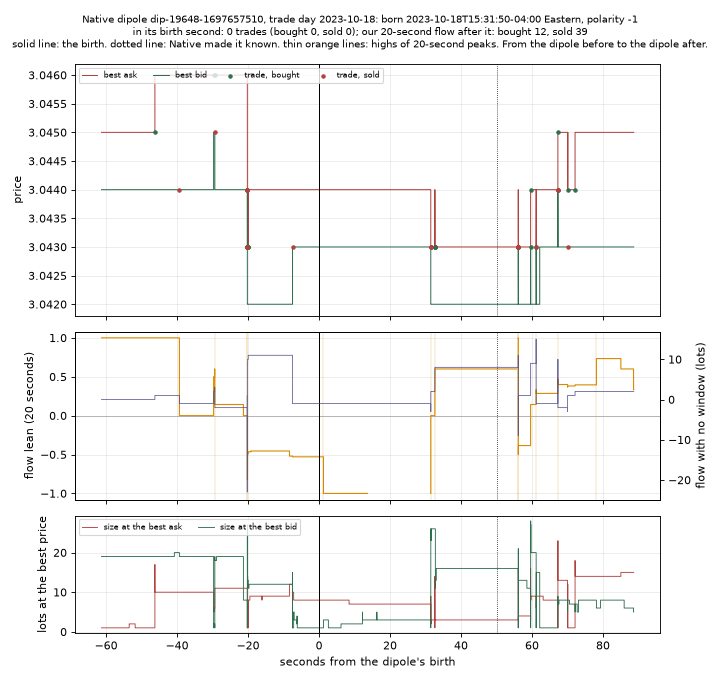 Native dipole dip-19648-1697657510, trade day 2023-10-18: born 2023-10-18T15:31:50-04:00 Eastern, polarity -1
in its birth second: 0 trades (bought 0, sold 0); our 20-second flow after it: bought 12, sold 39
solid line: the birth. dotted line: Native made it known. thin orange lines: highs of 20-second peaks. From the dipole before to the dipole after.
best ask
best bid
trade, bought
trade, sold
price
3.0460
3.0455
3.0450
3.0445
3.0440
3.0435
3.0430
3.0425
3.0420
flow lean (20 seconds)
1.0
0.5
0.0
−0.5
−1.0
10
0
−10
−20
flow with no window (lots)
size at the best ask
size at the best bid
lots at the best price
20
10
0
−60
−40
−20
0
20
40
60
80
seconds from the dipole's birth